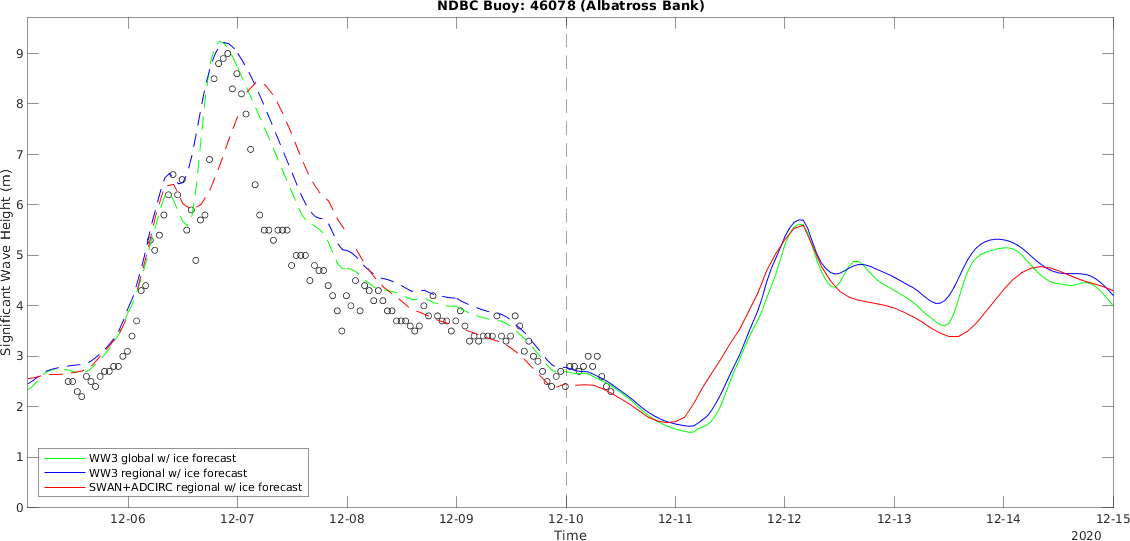 NDBC Buoy: 46078 (Albatross Bank)
Significant Wave Height (m)
9
8
7
6
5
4
3
2
1
0
WW3 global w/ ice forecast
WW3 regional w/ ice forecast
SWAN+ADCIRC regional w/ ice forecast
12-06 12-07 12-08 12-09 12-10 12-11 12-12 12-13 12-14 12-15
Time
2020